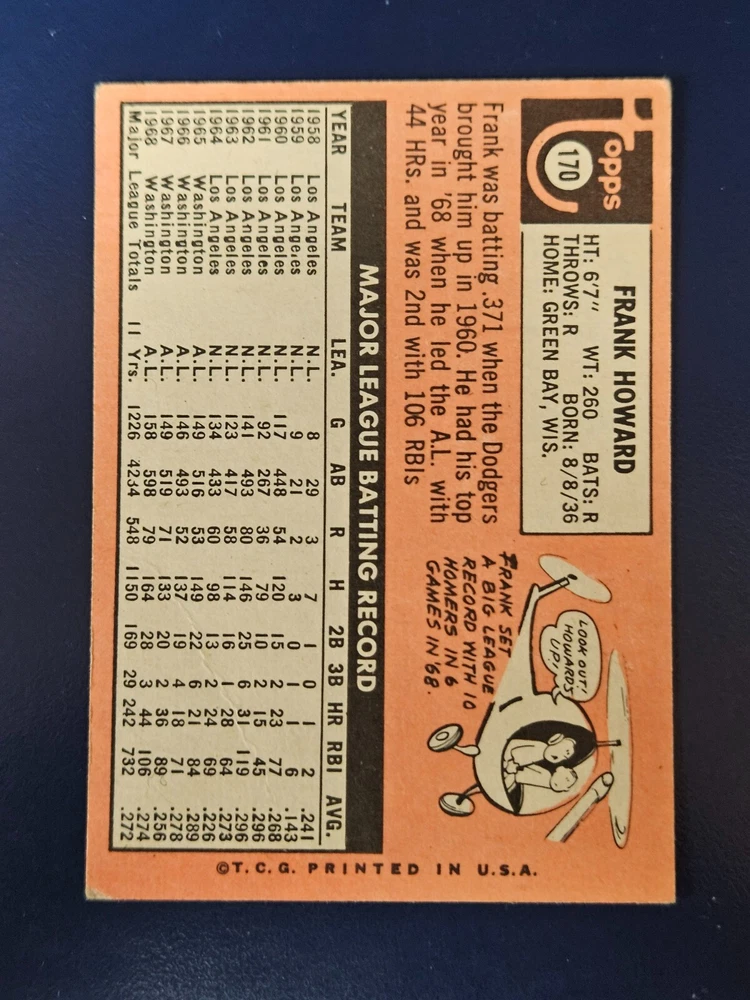 Topps
170
FRANK HOWARD
HT: 6'7" WT: 260 BATS: R
THROWS: R BORN: 8/8/36
HOME: GREEN BAY, WIS.
Frank was batting .371 when the Dodgers
brought him up in 1960. He had his top
year in '68 when he led the A.L. with
44 HRs. and was 2nd with 106 RBIs
LOOK OUT!
HOWARD'S
UP!
FRANK SET
A BIG LEAGUE
RECORD WITH 10
HOMERS IN 6
GAMES IN '68.
MAJOR LEAGUE BATTING RECORD
YEAR TEAM LEA. G AB R H 2B 3B HR RBI AVG.
1958 Los Angeles N.L. 8 29 3 7 1 0 1 2 .241
1959 Los Angeles N.L. 9 21 2 3 0 1 1 6 .143
1960 Los Angeles N.L. 117 448 54 120 15 2 23 77 .268
1961 Los Angeles N.L. 92 267 36 79 10 2 15 45 .296
1962 Los Angeles N.L. 141 493 80 146 25 6 31 119 .296
1963 Los Angeles N.L. 123 417 58 114 16 1 28 64 .273
1964 Los Angeles N.L. 134 433 60 98 13 2 24 69 .226
1965 Washington A.L. 149 516 53 149 22 6 21 84 .289
1966 Washington A.L. 146 493 52 137 19 4 18 71 .278
1967 Washington A.L. 149 519 71 133 20 2 36 89 .256
1968 Washington A.L. 158 598 79 164 28 3 44 106 .274
Major League Totals 11 Yrs. 1226 4234 548 1150 169 29 242 732 .272
©T.C.G. PRINTED IN U.S.A.